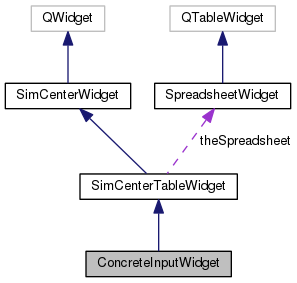 QWidget
QTableWidget
SimCenterWidget
SpreadsheetWidget
theSpreadsheet
SimCenterTableWidget
ConcreteInputWidget